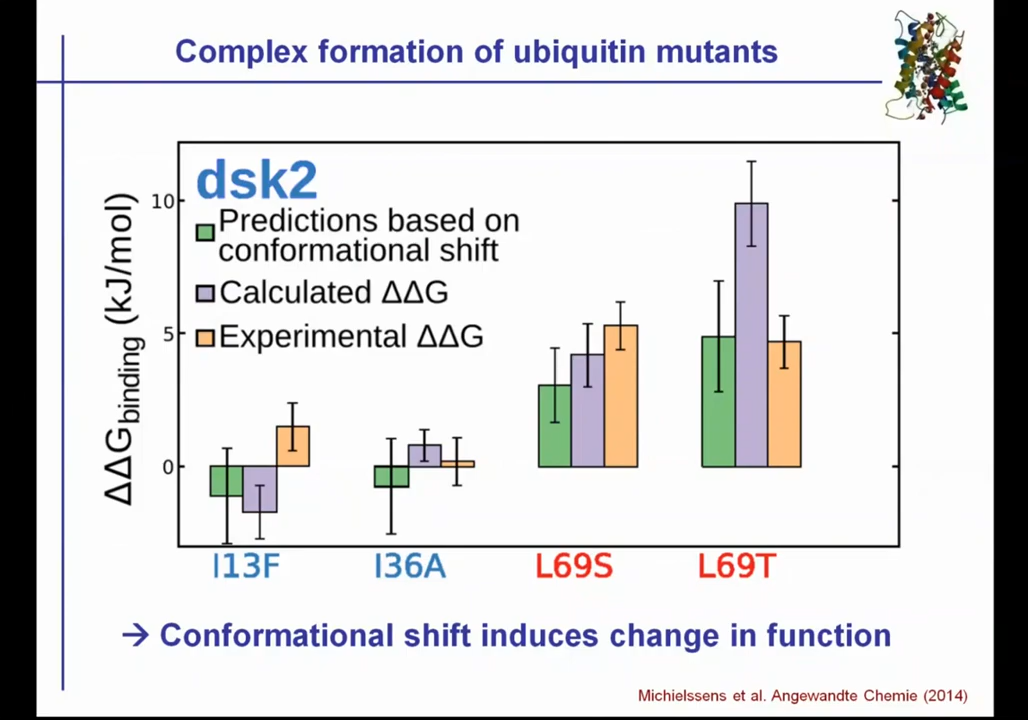 Complex formation of ubiquitin mutants
dsk2
Predictions based on
conformational shift
Calculated ΔΔG
Experimental ΔΔG
ΔΔGbinding (kJ/mol)
10
5
0
I13F I36A L69S L69T
→ Conformational shift induces change in function
Michielssens et al. Angewandte Chemie (2014)